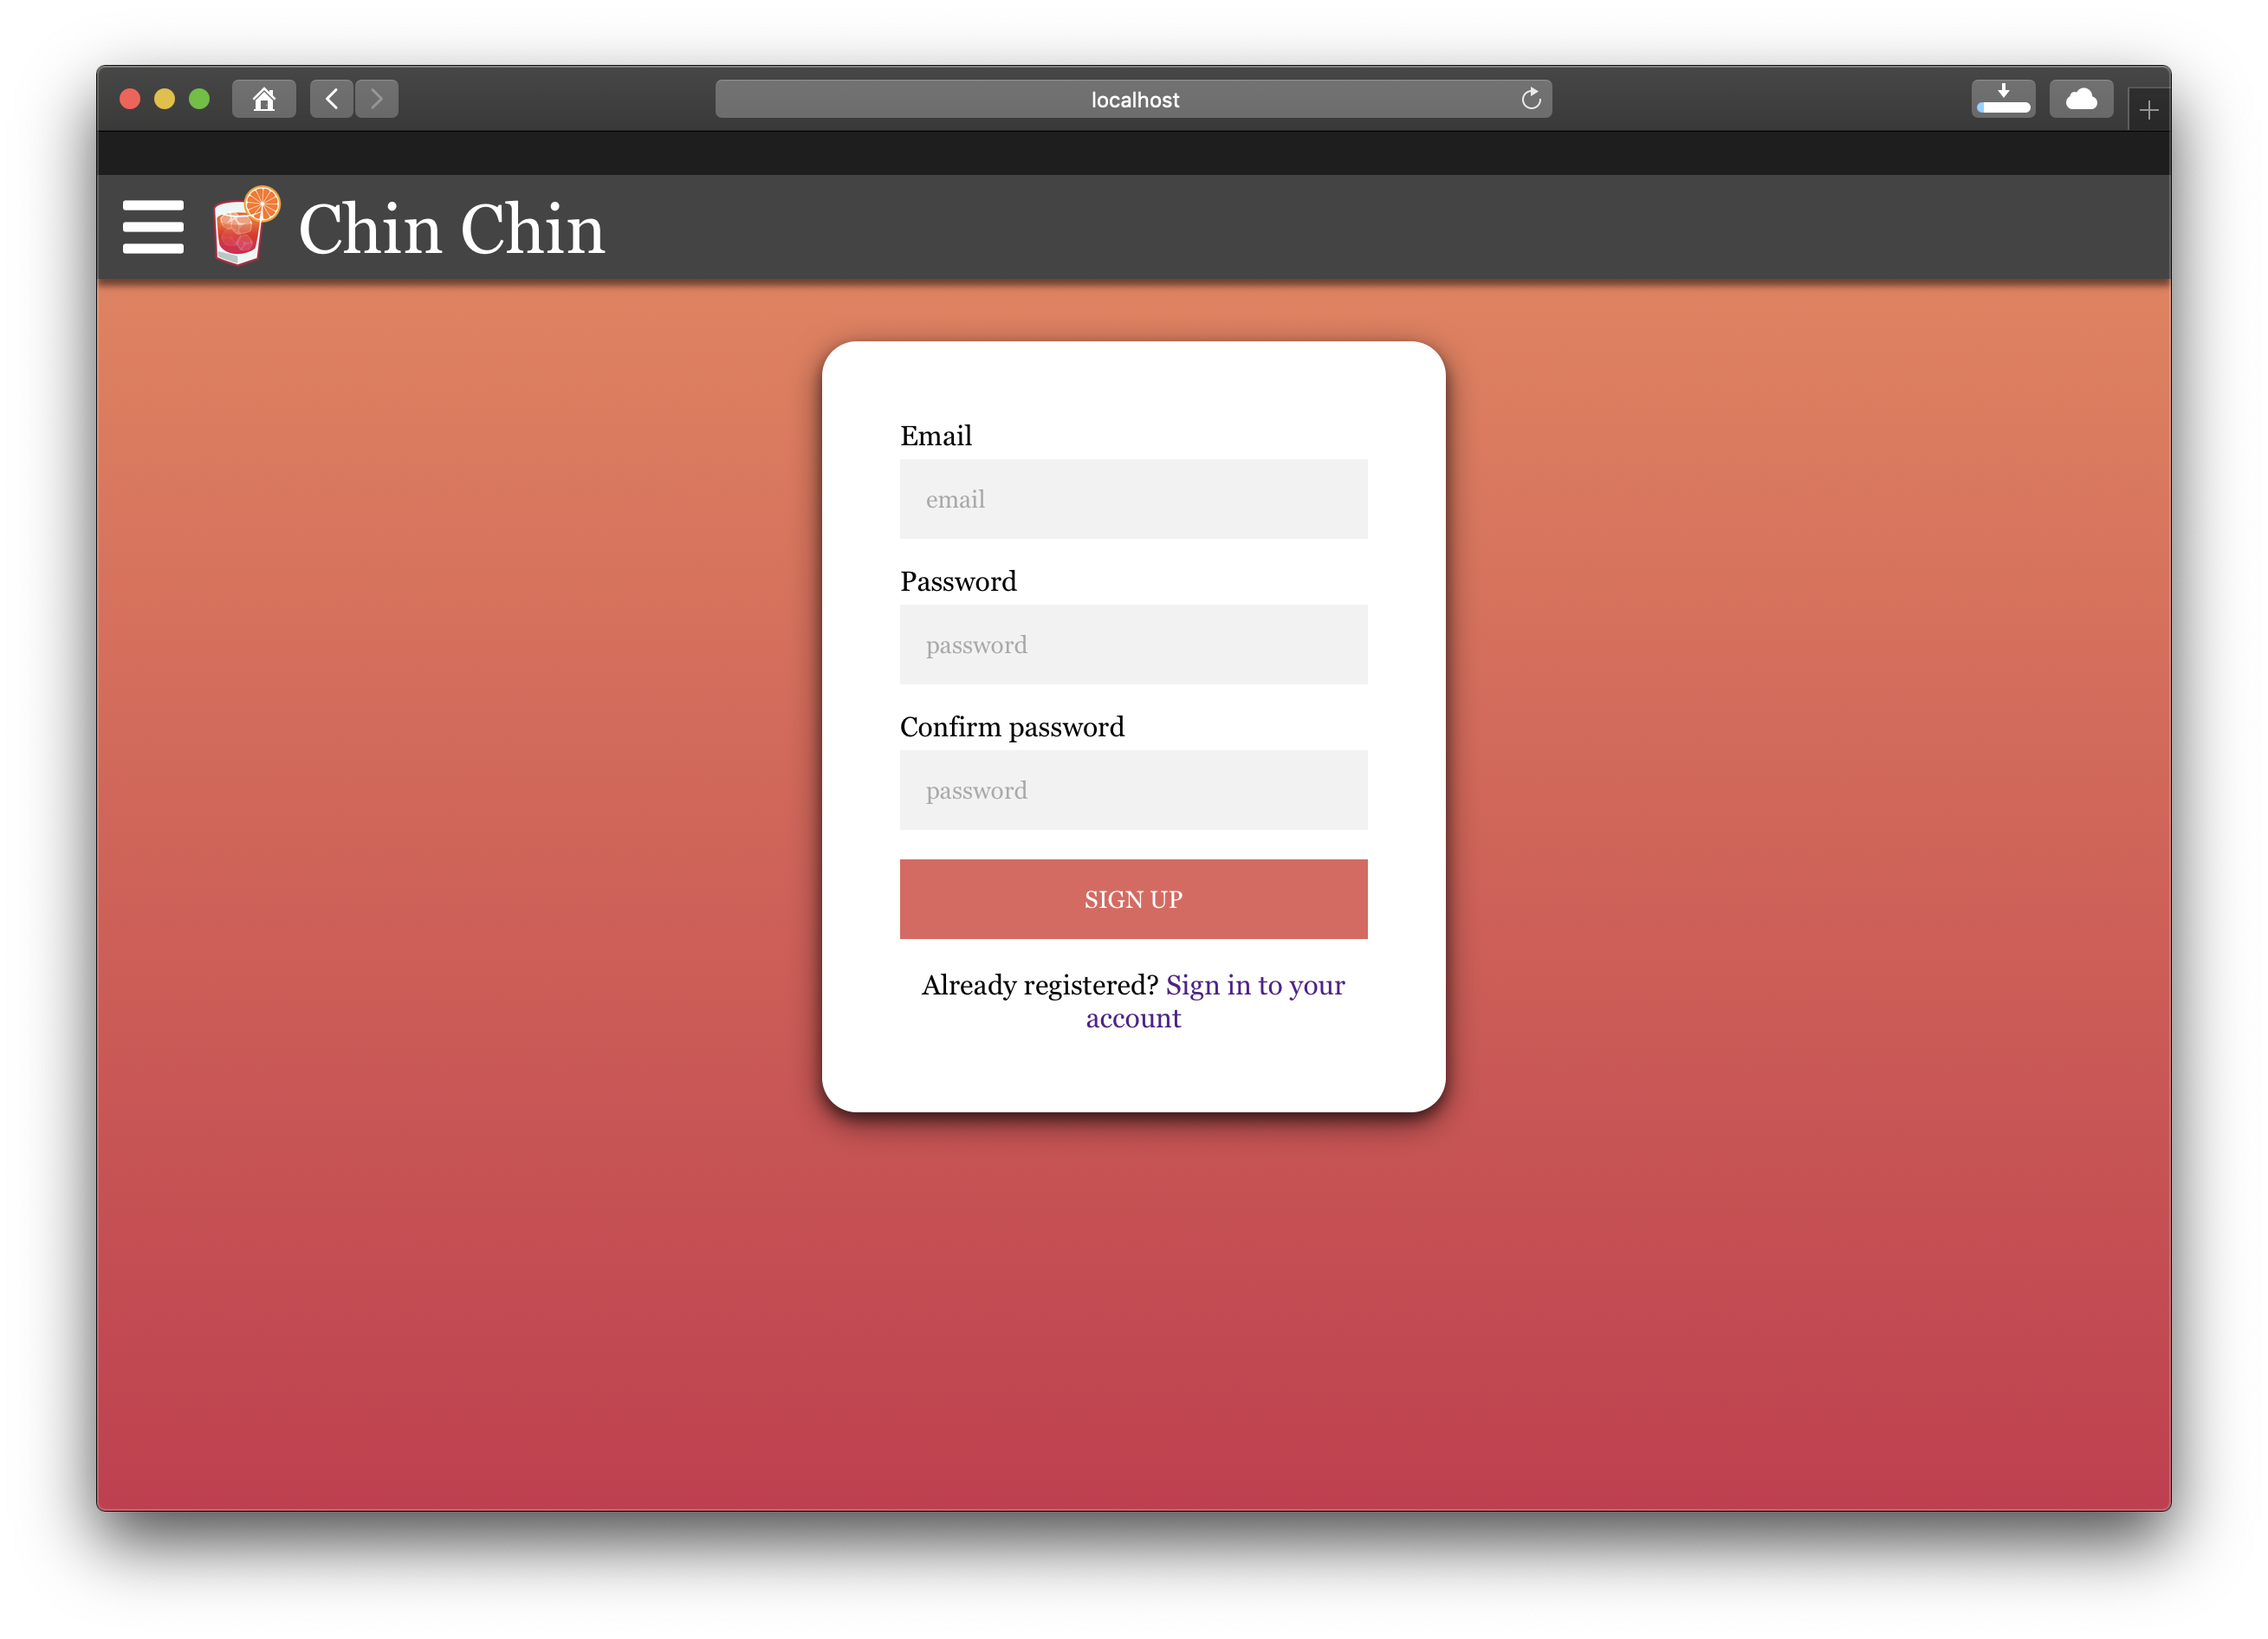 localhost
Chin Chin
Email
email
Password
password
Confirm password
password
SIGN UP
Already registered? Sign in to your
account